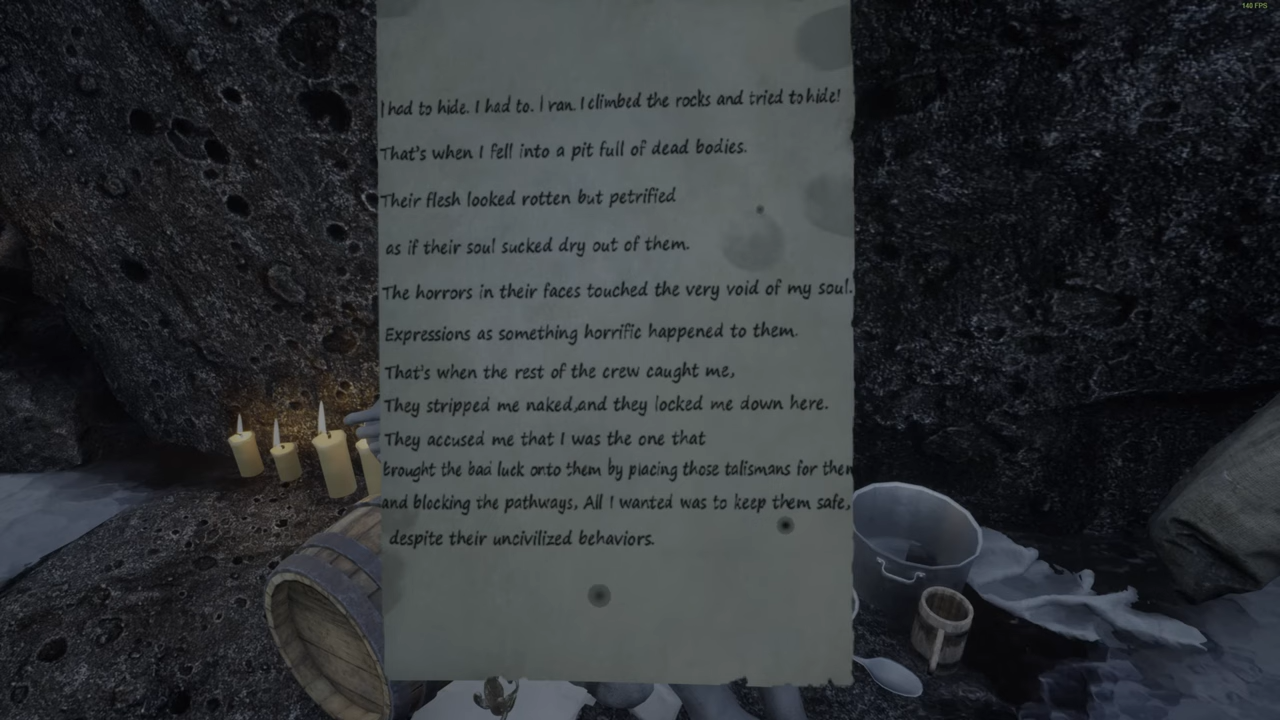 140 FPS
I had to hide. I had to. I ran. I climbed the rocks and tried to hide!
That's when I fell into a pit full of dead bodies.
Their flesh looked rotten but petrified
as if their soul sucked dry out of them.
The horrors in their faces touched the very void of my soul.
Expressions as something horrific happened to them.
That's when the rest of the crew caught me,
They stripped me naked,and they locked me down here.
They accused me that I was the one that
brought the bad luck onto them by placing those talismans for them
and blocking the pathways, All I wanted was to keep them safe,
despite their uncivilized behaviors.